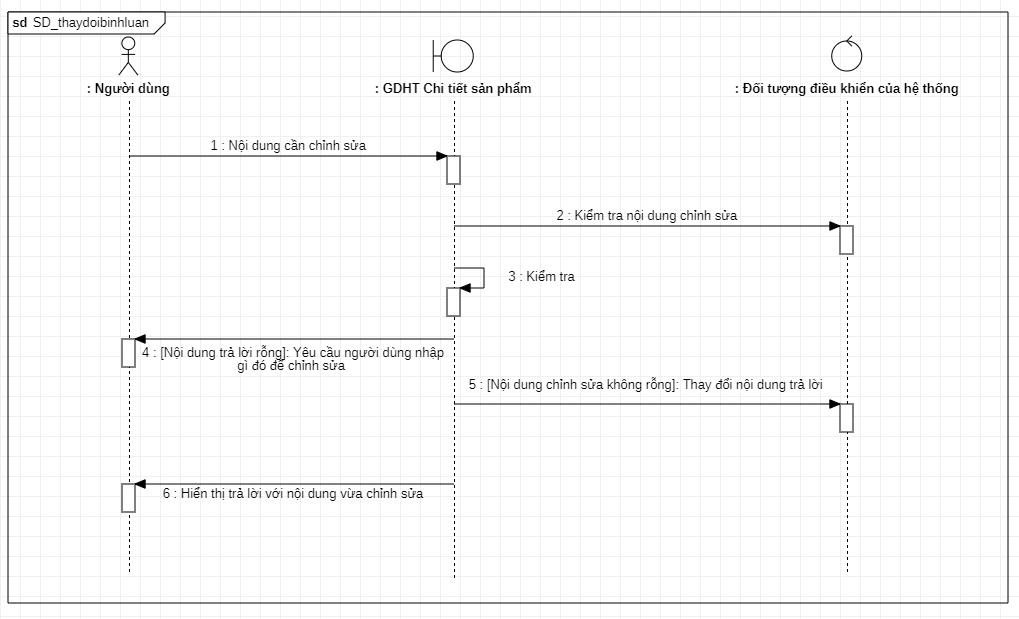 sd SD_thaydoibinhluan
: Người dùng
: GDHT Chi tiết sản phẩm
: Đối tượng điều khiển của hệ thống
1 : Nội dung cần chỉnh sửa
2 : Kiểm tra nội dung chỉnh sửa
3 : Kiểm tra
4 : [Nội dung trả lời rỗng]: Yêu cầu người dùng nhập
gì đó để chỉnh sửa
5 : [Nội dung chỉnh sửa không rỗng]: Thay đổi nội dung trả lời
6 : Hiển thị trả lời với nội dung vừa chỉnh sửa